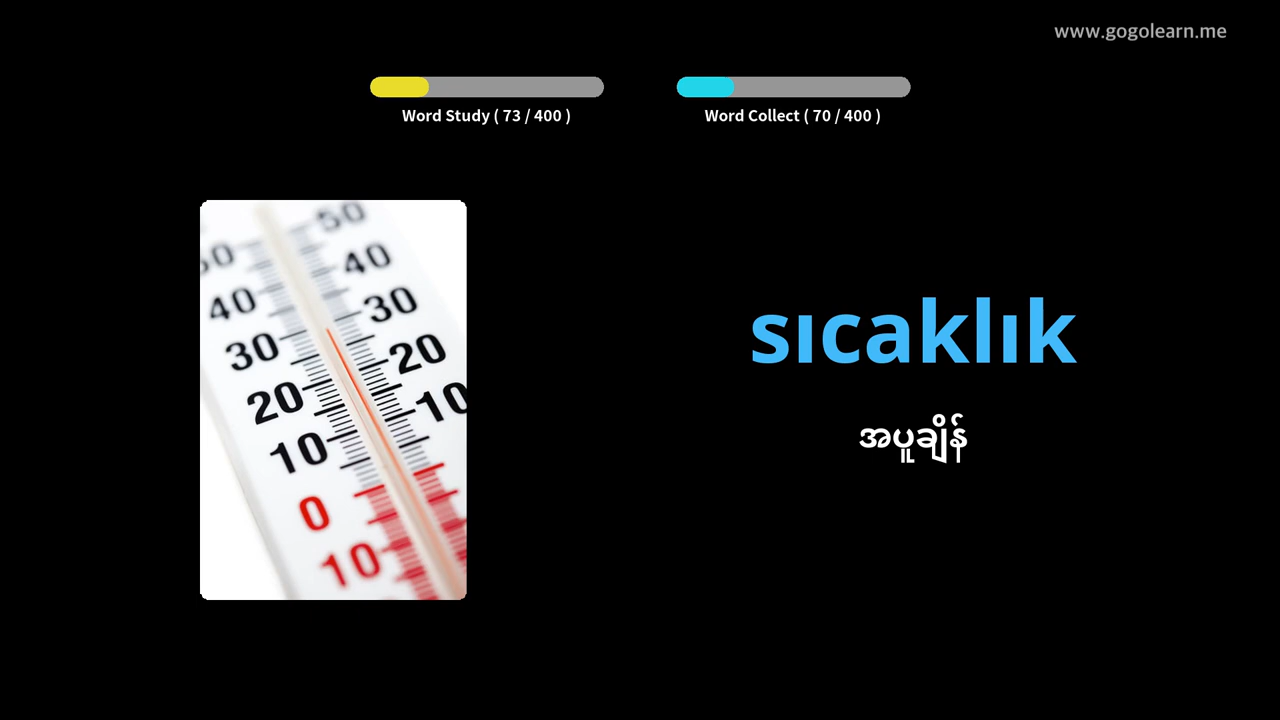 www.gogolearn.me
Word Study ( 73 / 400 )
Word Collect ( 70 / 400 )
50
50
40
40
30
30
20
20
10
10
0
10
sıcaklık
အပူချိန်